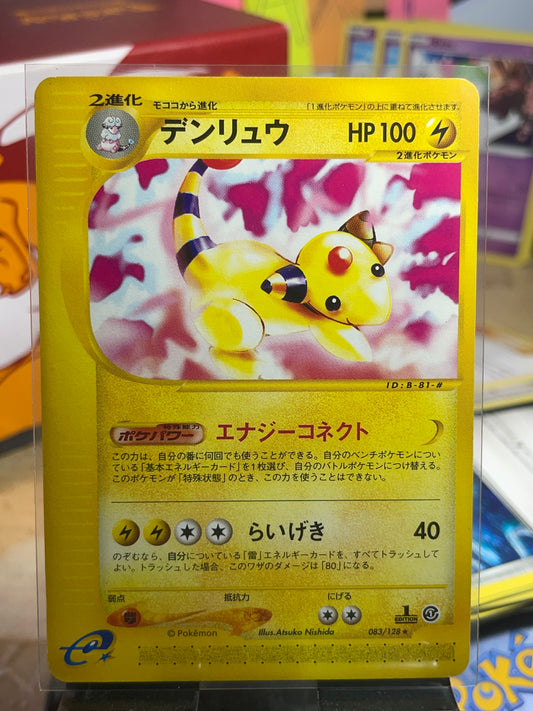 2進化
モココから進化
「1進化ポケモン」の上に重ねて進化させます。
デンリュウ
HP 100
2進化ポケモン
ID:B-81-#
ポケパワー
特殊能力
エナジーコネクト
この力は、自分の番に何回でも使うことができる。自分のベンチポケモンに
ついている「基本エネルギーカード」を1枚選び、自分のバトルポケモンにつけ替える。
このポケモンが「特殊状態」のとき、この力を使うことはできない。
らいげき
40
のぞむなら、自分についている「雷」エネルギーカードを、すべてトラッシュして
よい。トラッシュした場合、このワザのダメージは「80」になる。
弱点
抵抗力
にげる
© Pokémon
Illus.Atsuko Nishida
1
EDITION
083/128★
e
Poké